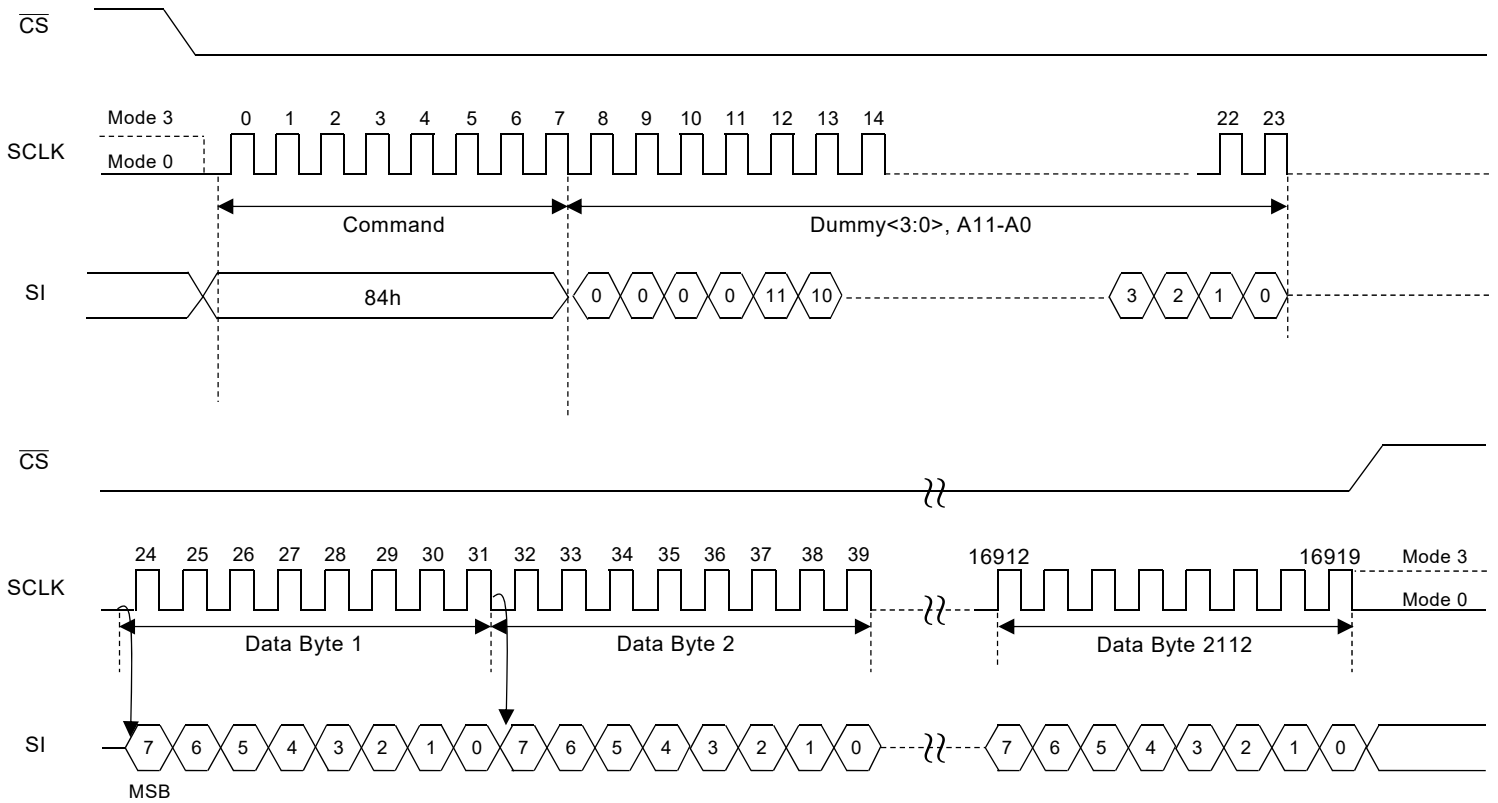 CS
Mode 3
0 1 2 3 4 5 6 7 8 9 10 11 12 13 14 22 23
SCLK
Mode 0
Command
Dummy<3:0>, A11-A0
SI
84h
0 0 0 0 11 10 3 2 1 0
CS
24 25 26 27 28 29 30 31 32 33 34 35 36 37 38 39 16912 16919
Mode 3
SCLK
Mode 0
Data Byte 1
Data Byte 2
Data Byte 2112
SI
7 6 5 4 3 2 1 0 7 6 5 4 3 2 1 0 7 6 5 4 3 2 1 0
MSB